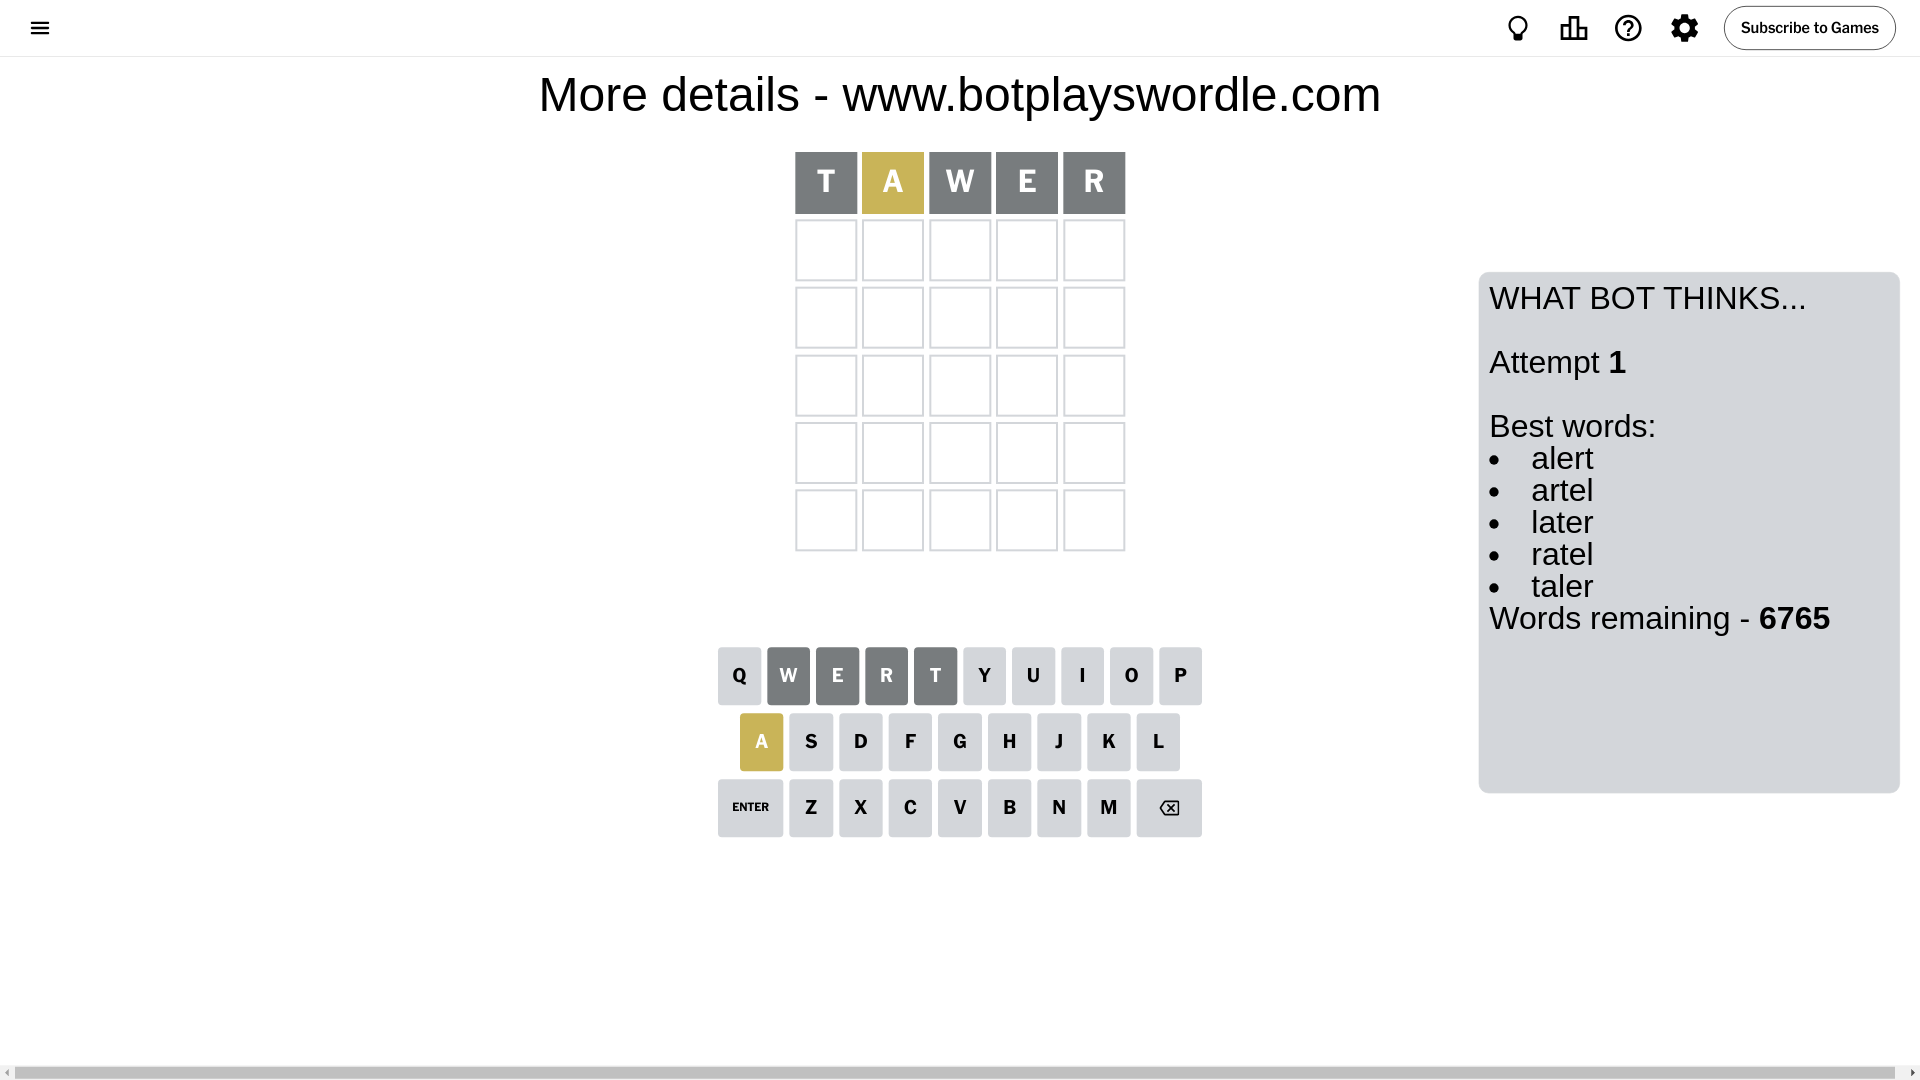 Subscribe to Games
More details - www.botplayswordle.com
T A W E R
WHAT BOT THINKS...
Attempt 1
Best words:
• alert
• artel
• later
• ratel
• taler
Words remaining - 6765
Q W E R T Y U I O P
A S D F G H J K L
ENTER Z X C V B N M